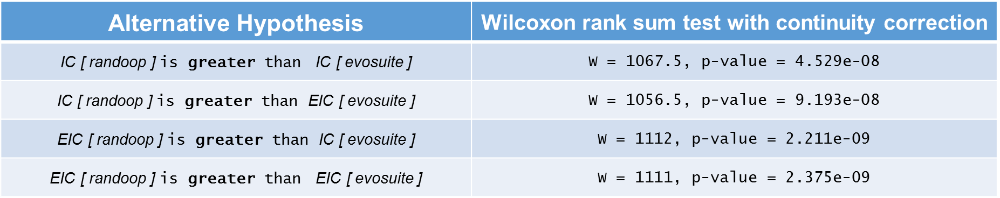 Alternative Hypothesis
Wilcoxon rank sum test with continuity correction
IC [ randoop ] is greater than IC [ evosuite ]
W = 1067.5, p-value = 4.529e-08
IC [ randoop ] is greater than EIC [ evosuite ]
W = 1056.5, p-value = 9.193e-08
EIC [ randoop ] is greater than IC [ evosuite ]
W = 1112, p-value = 2.211e-09
EIC [ randoop ] is greater than EIC [ evosuite ]
W = 1111, p-value = 2.375e-09